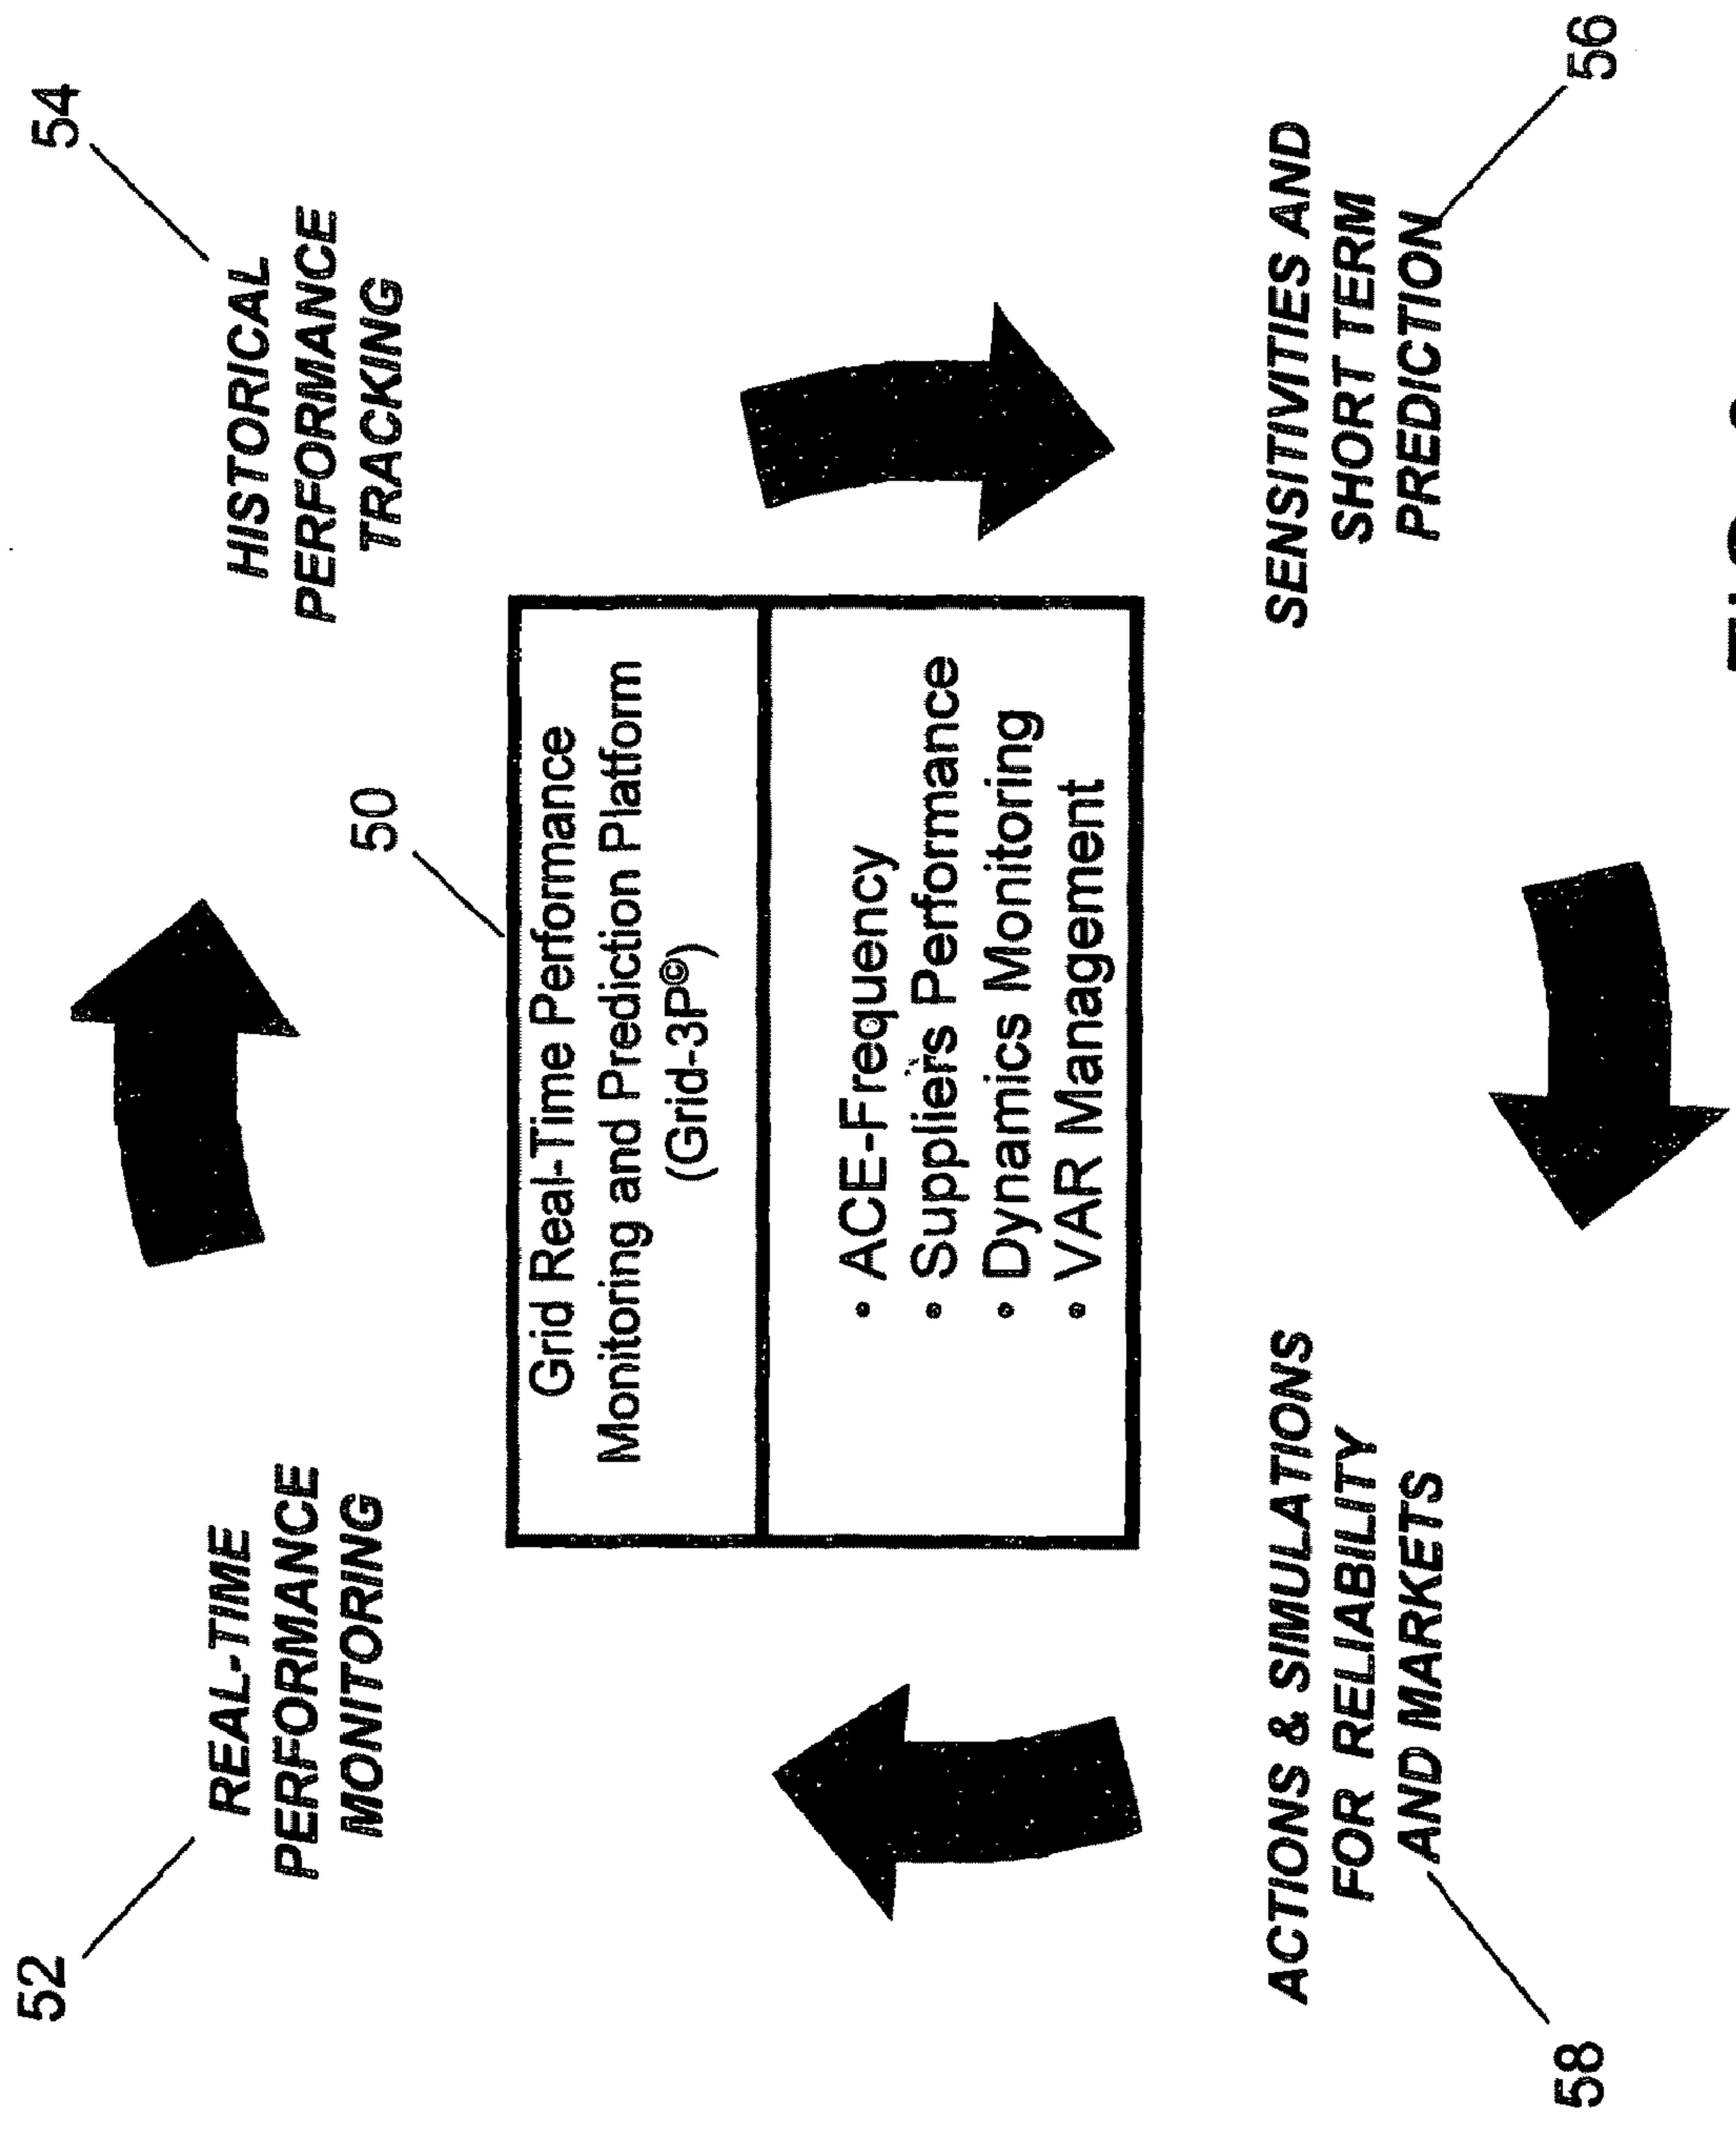 52
REAL-TIME
PERFORMANCE
MONITORING
54
HISTORICAL
PERFORMANCE
TRACKING
50
Grid Real-Time Performance
Monitoring and Prediction Platform
(Grid-3P©)
• ACE-Frequency
• Suppliers Performance
• Dynamics Monitoring
• VAR Management
58
ACTIONS & SIMULATIONS
FOR RELIABILITY
AND MARKETS
SENSITIVITIES AND
SHORT TERM
PREDICTION
56